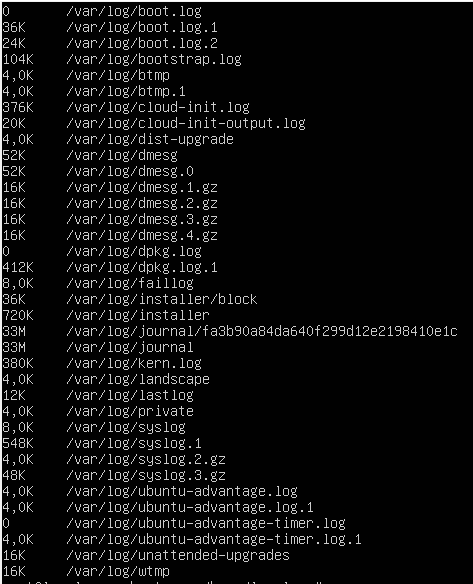 0 /var/log/boot.log
36K /var/log/boot.log.1
24K /var/log/boot.log.2
104K /var/log/bootstrap.log
4,0K /var/log/btmp
4,0K /var/log/btmp.1
376K /var/log/cloud-init.log
20K /var/log/cloud-init-output.log
4,0K /var/log/dist-upgrade
52K /var/log/dmesg
52K /var/log/dmesg.0
16K /var/log/dmesg.1.gz
16K /var/log/dmesg.2.gz
16K /var/log/dmesg.3.gz
16K /var/log/dmesg.4.gz
0 /var/log/dpkg.log
412K /var/log/dpkg.log.1
8,0K /var/log/faillog
36K /var/log/installer/block
720K /var/log/installer
33M /var/log/journal/fa3b90a84da640f299d12e2198410e1c
33M /var/log/journal
380K /var/log/kern.log
4,0K /var/log/landscape
12K /var/log/lastlog
4,0K /var/log/private
8,0K /var/log/syslog
548K /var/log/syslog.1
4,0K /var/log/syslog.2.gz
48K /var/log/syslog.3.gz
4,0K /var/log/ubuntu-advantage.log
4,0K /var/log/ubuntu-advantage.log.1
0 /var/log/ubuntu-advantage-timer.log
4,0K /var/log/ubuntu-advantage-timer.log.1
16K /var/log/unattended-upgrades
16K /var/log/wtmp